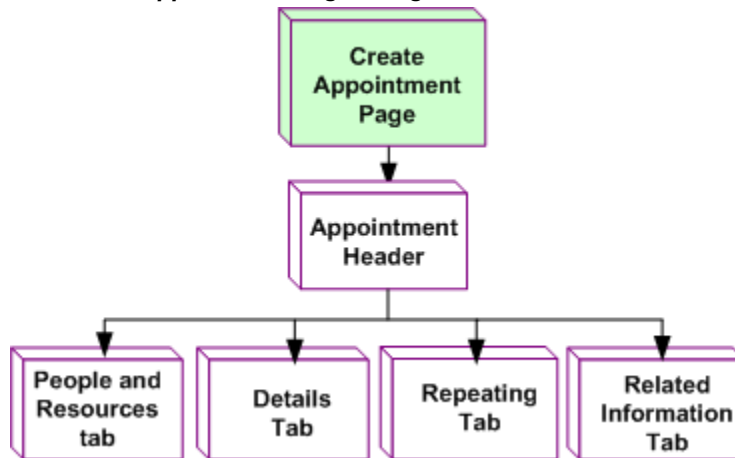 Create
Appointment
Page
Appointment
Header
People and
Resources
tab
Details
Tab
Repeating
Tab
Related
Information
Tab